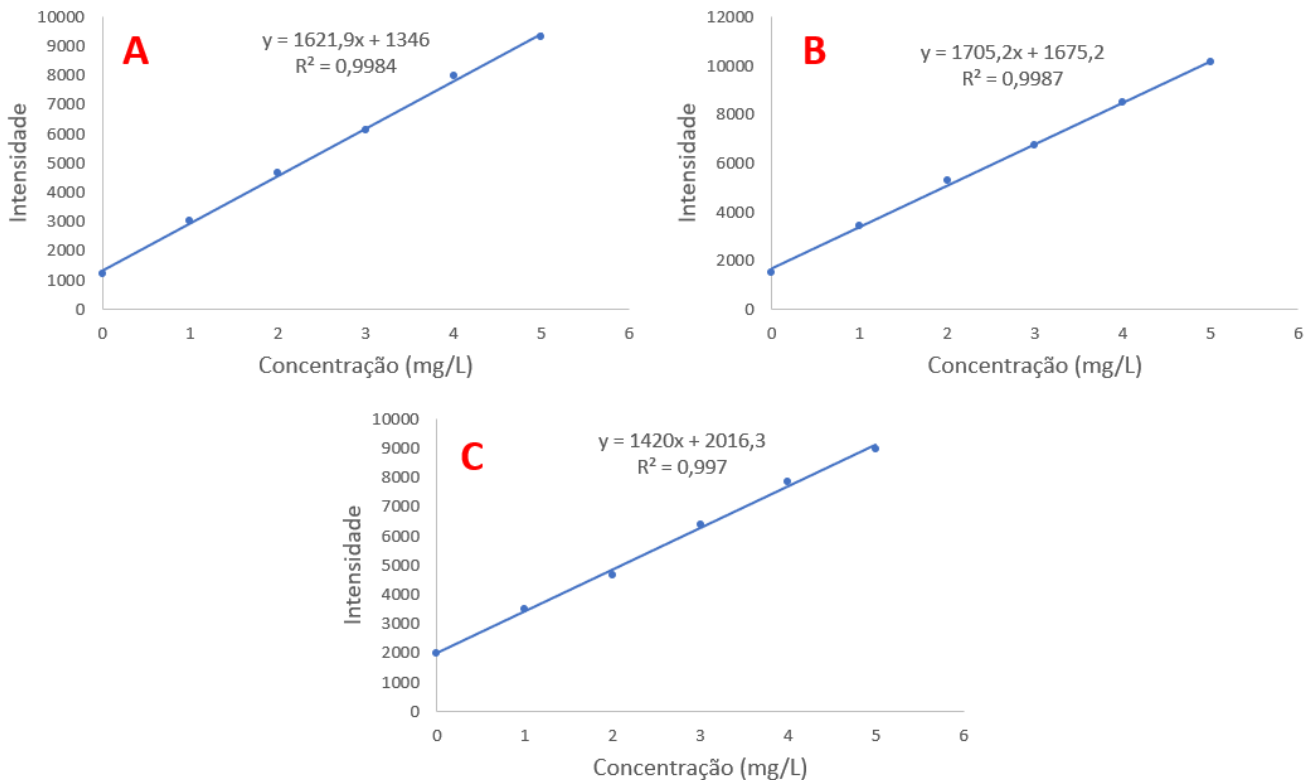 A
y = 1621,9x + 1346
R² = 0,9984
Intensidade
10000
9000
8000
7000
6000
5000
4000
3000
2000
1000
0
0 1 2 3 4 5 6
Concentração (mg/L)
B
y = 1705,2x + 1675,2
R² = 0,9987
Intensidade
12000
10000
8000
6000
4000
2000
0
0 1 2 3 4 5 6
Concentração (mg/L)
C
y = 1420x + 2016,3
R² = 0,997
Intensidade
10000
9000
8000
7000
6000
5000
4000
3000
2000
1000
0
0 1 2 3 4 5 6
Concentração (mg/L)